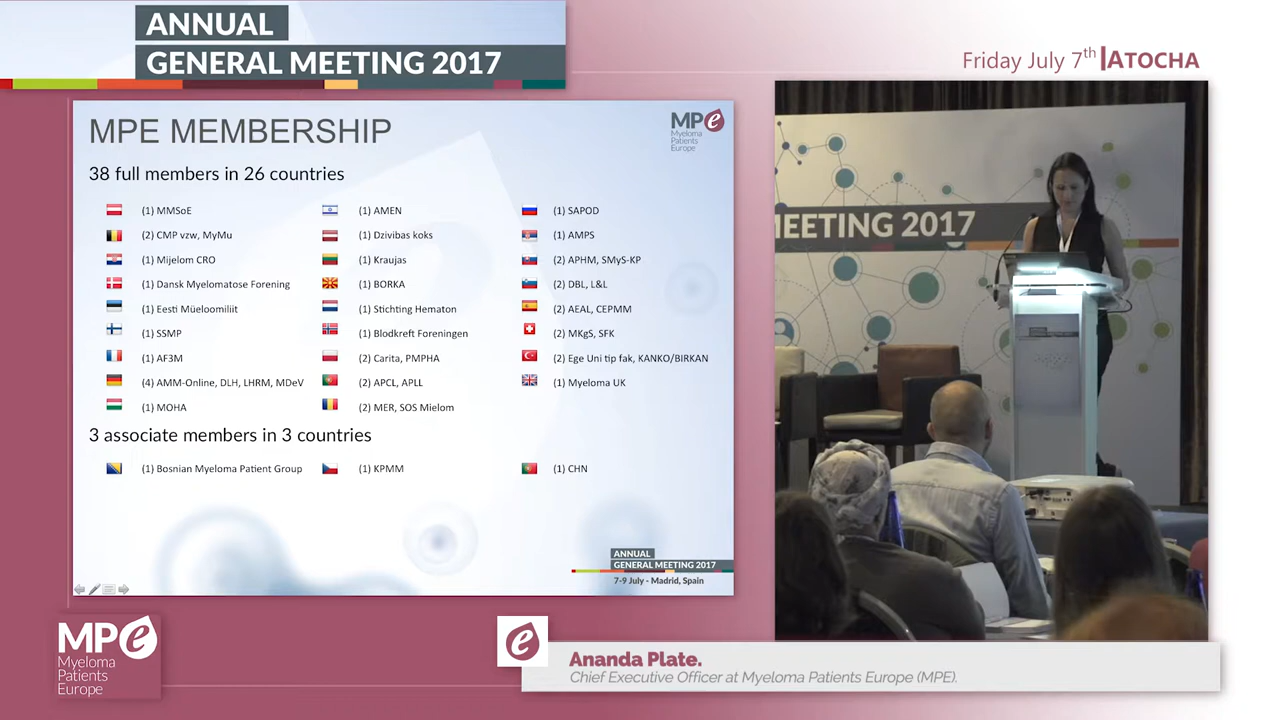 ANNUAL
GENERAL MEETING 2017
Friday July 7th | ATOCHA
MPE MEMBERSHIP
MPe
Myeloma
Patients
Europe
38 full members in 26 countries
(1) MMSoE
(2) CMP vzw, MyMu
(1) Mijelom CRO
(1) Dansk Myelomatose Forening
(1) Eesti Müeloomiliit
(1) SSMP
(1) AF3M
(4) AMM-Online, DLH, LHRM, MDeV
(1) MOHA
(1) AMEN
(1) Dzivibas koks
(1) Kraujas
(1) BORKA
(1) Stichting Hematon
(1) Blodkreft Foreningen
(2) Carita, PMPHA
(2) APCL, APLL
(2) MER, SOS Mielom
(1) SAPOD
(1) AMPS
(2) APHM, SMyS-KP
(2) DBL, L&L
(2) AEAL, CEPMM
(2) MKgS, SFK
(2) Ege Uni tip fak, KANKO/BIRKAN
(1) Myeloma UK
3 associate members in 3 countries
(1) Bosnian Myeloma Patient Group
(1) KPMM
(1) CHN
ANNUAL
GENERAL MEETING 2017
7-9 July - Madrid, Spain
MEETING 2017
MPe
Myeloma
Patients
Europe
e
Ananda Plate.
Chief Executive Officer at Myeloma Patients Europe (MPE).